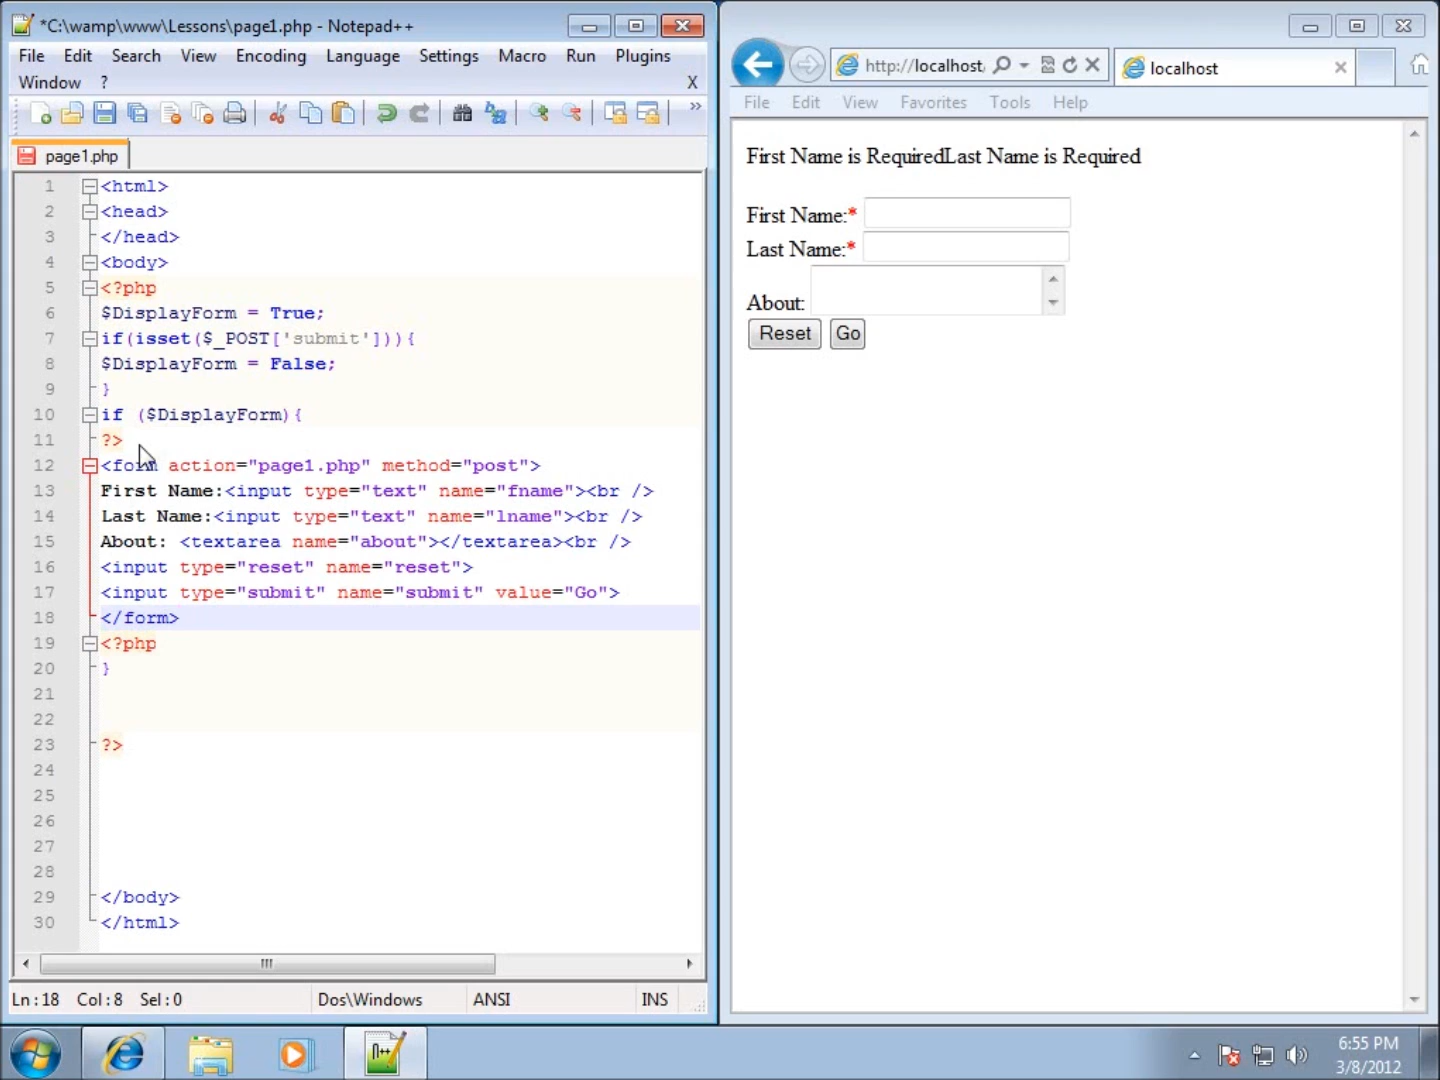 *C:\wamp\www\Lessons\page1.php - Notepad++
File Edit Search View Encoding Language Settings Macro Run Plugins
Window ? X
page1.php
1 <html>
2 <head>
3 </head>
4 <body>
5 <?php
6 $DisplayForm = True;
7 if(isset($_POST['submit'])){
8 $DisplayForm = False;
9 }
10 if ($DisplayForm){
11 ?>
12 <form action="page1.php" method="post">
13 First Name:<input type="text" name="fname"><br />
14 Last Name:<input type="text" name="lname"><br />
15 About: <textarea name="about"></textarea><br />
16 <input type="reset" name="reset">
17 <input type="submit" name="submit" value="Go">
18 </form>
19 <?php
20 }
21
22
23 ?>
24
25
26
27
28
29 </body>
30 </html>
Ln:18 Col:8 Sel:0 Dos\Windows ANSI INS
http://localhost
localhost
File Edit View Favorites Tools Help
First Name is RequiredLast Name is Required
First Name:*
Last Name:*
About:
Reset Go
6:55 PM
3/8/2012